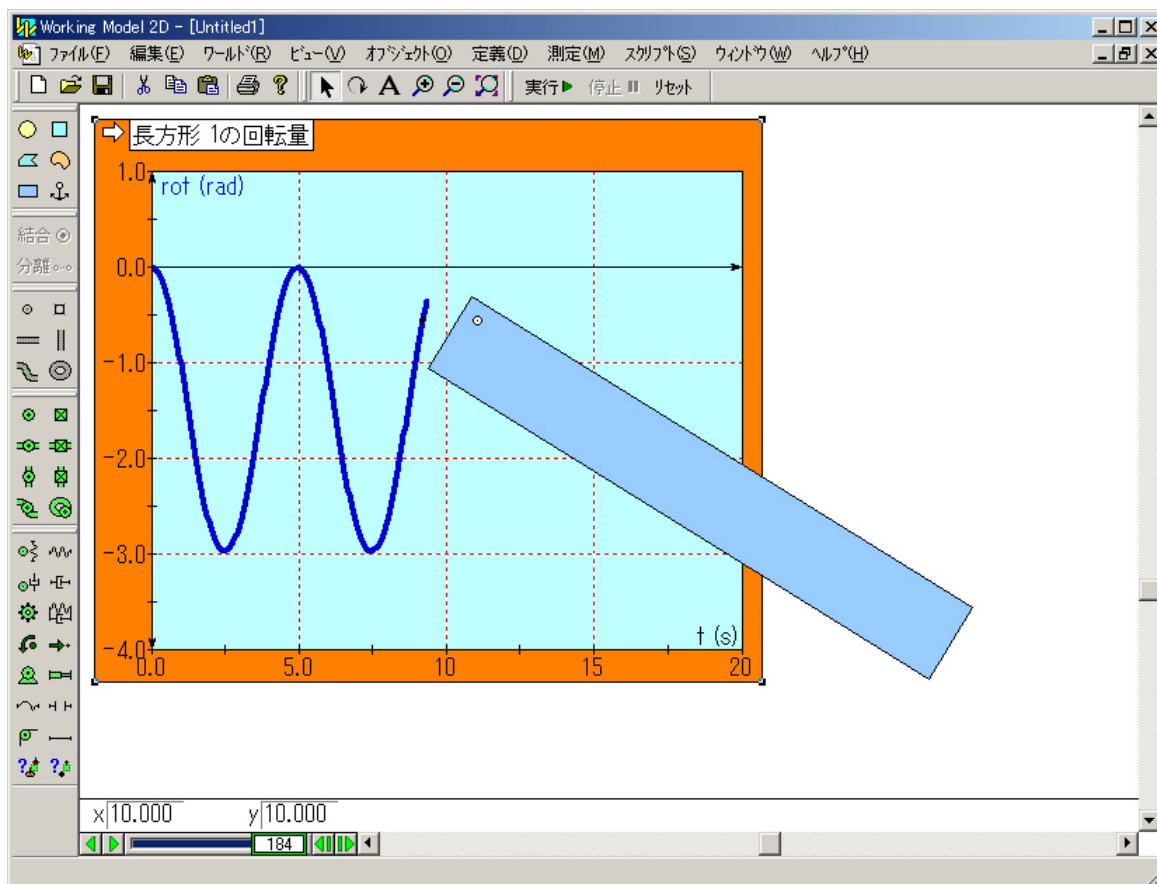 Working Model 2D - [Untitled1]
ファイル(F) 編集(E) ワールド(R) ビュー(V) オブジェクト(O) 定義(D) 測定(M) スクリプト(S) ウィンドウ(W) ヘルプ(H)
A 実行 停止 リセット
長方形 1の回転量
結合
分離
rot (rad)
1.0
0.0
-1.0
-2.0
-3.0
-4.0
t (s)
0.0 5.0 10 15 20
x 10.000 y 10.000
184